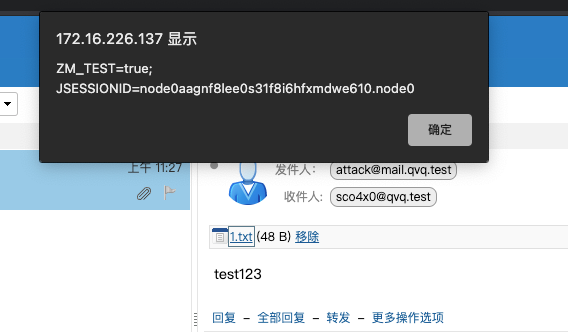 172.16.226.137 显示
ZM_TEST=true;
JSESSIONID=node0aagnf8lee0s31f8i6hfxmdwe610.node0
确定
上午 11:27
发件人： attack@mail.qvq.test
收件人： sco4x0@qvq.test
1.txt (48 B) 移除
test123
回复 – 全部回复 – 转发 – 更多操作选项